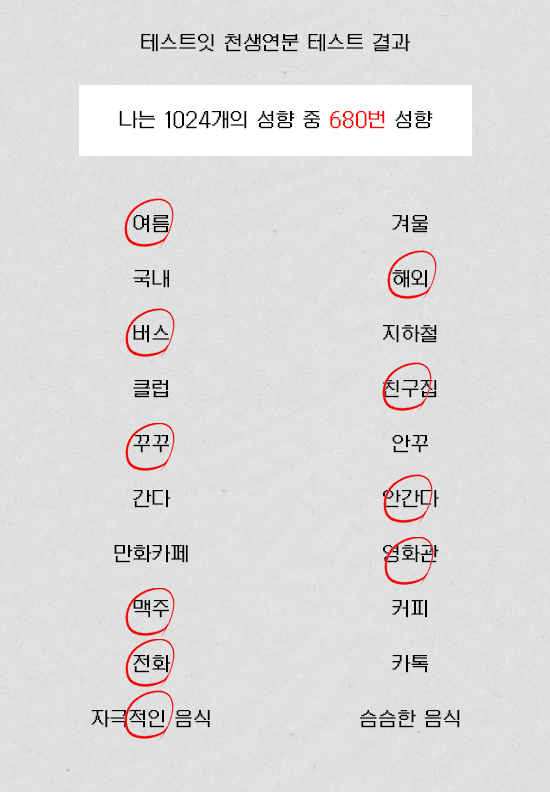 테스트잇 천생연분 테스트 결과
나는 1024개의 성향 중 680번 성향
여름 겨울
국내 해외
버스 지하철
클럽 친구집
꾸꾸 안꾸
간다 안간다
만화카페 영화관
맥주 커피
전화 카톡
자극적인 음식 슴슴한 음식